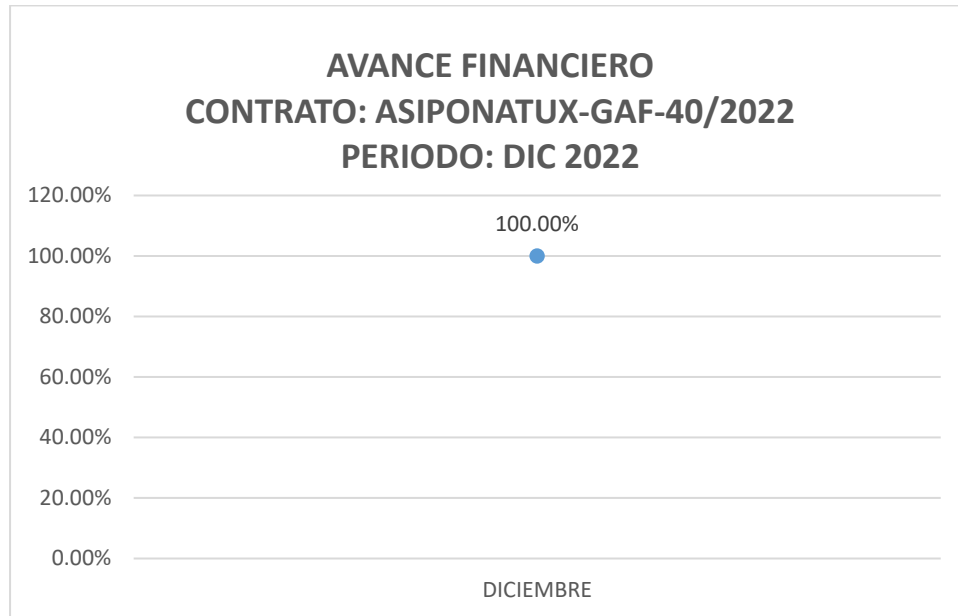 AVANCE FINANCIERO
CONTRATO: ASIPONATUX-GAF-40/2022
PERIODO: DIC 2022
120.00%
100.00%
100.00%
80.00%
60.00%
40.00%
20.00%
0.00%
DICIEMBRE